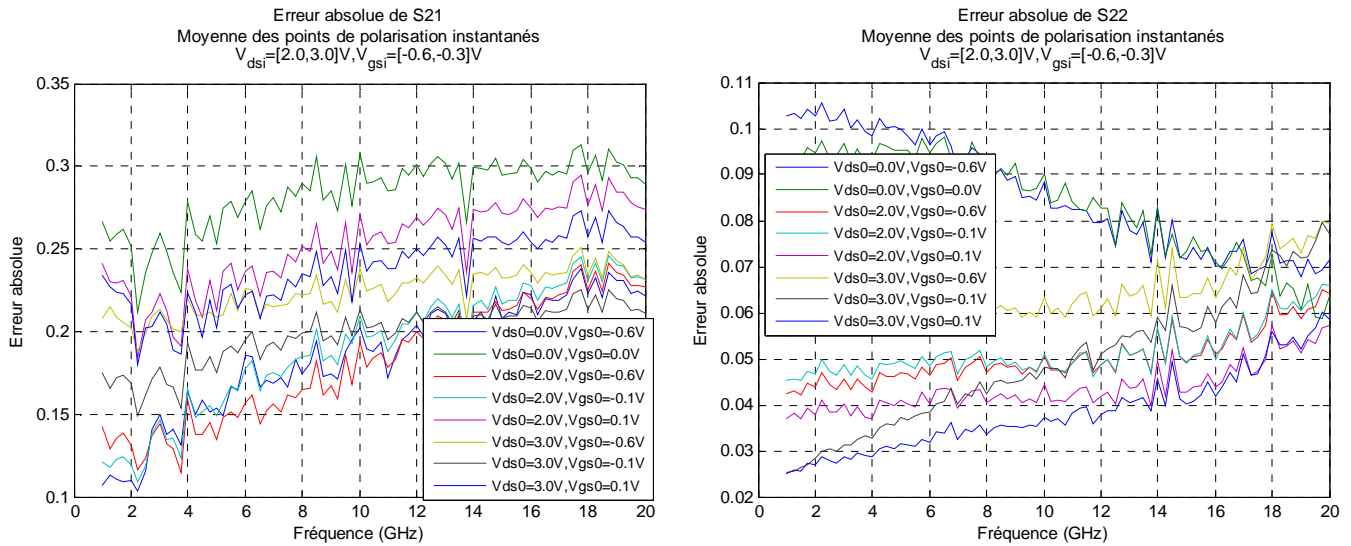 Erreur absolue de S21
Moyenne des points de polarisation instantanés
V_dsi=[2.0,3.0]V,V_gsi=[-0.6,-0.3]V
0.35
0.3
0.25
0.2
0.15
0.1
Erreur absolue
0 2 4 6 8 10 12 14 16 18 20
Fréquence (GHz)
Vds0=0.0V,Vgs0=-0.6V
Vds0=0.0V,Vgs0=0.0V
Vds0=2.0V,Vgs0=-0.6V
Vds0=2.0V,Vgs0=-0.1V
Vds0=2.0V,Vgs0=0.1V
Vds0=3.0V,Vgs0=-0.6V
Vds0=3.0V,Vgs0=-0.1V
Vds0=3.0V,Vgs0=0.1V
Erreur absolue de S22
Moyenne des points de polarisation instantanés
V_dsi=[2.0,3.0]V,V_gsi=[-0.6,-0.3]V
0.11
0.1
0.09
0.08
0.07
0.06
0.05
0.04
0.03
0.02
Erreur absolue
0 2 4 6 8 10 12 14 16 18 20
Fréquence (GHz)
Vds0=0.0V,Vgs0=-0.6V
Vds0=0.0V,Vgs0=0.0V
Vds0=2.0V,Vgs0=-0.6V
Vds0=2.0V,Vgs0=-0.1V
Vds0=2.0V,Vgs0=0.1V
Vds0=3.0V,Vgs0=-0.6V
Vds0=3.0V,Vgs0=-0.1V
Vds0=3.0V,Vgs0=0.1V